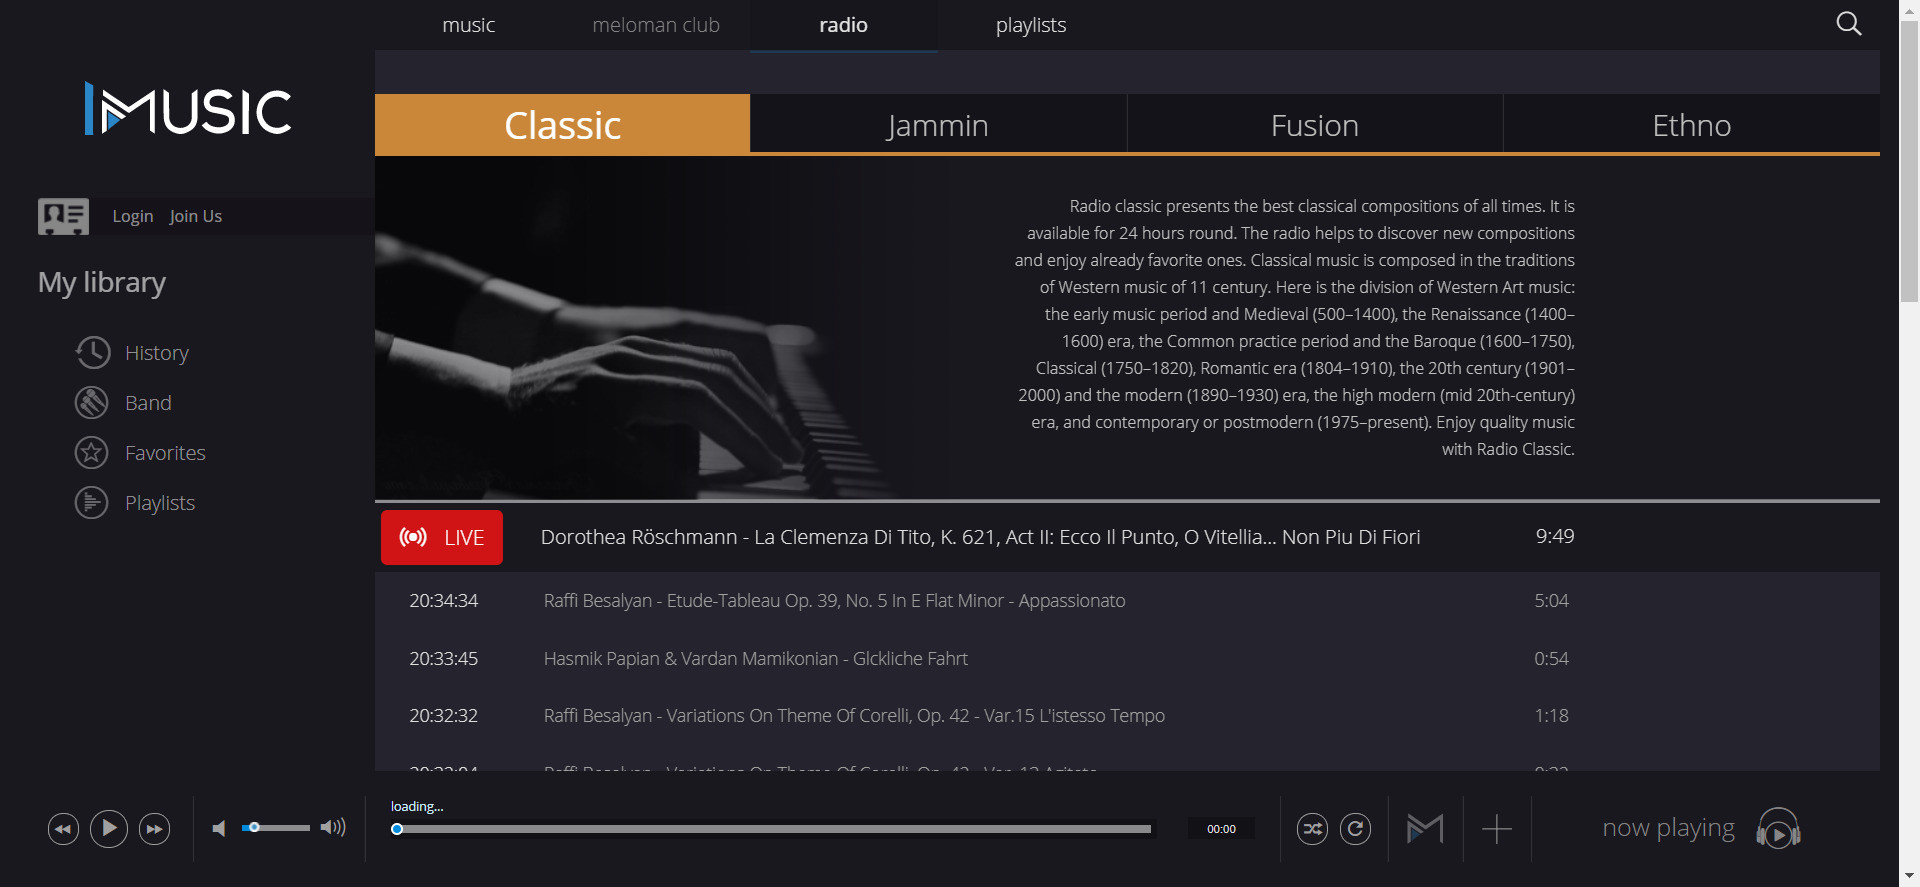 music
meloman club
radio
playlists
MUSIC
Classic
Jammin
Fusion
Ethno
Login Join Us
My library
History
Band
Favorites
Playlists
Radio classic presents the best classical compositions of all times. It is
available for 24 hours round. The radio helps to discover new compositions
and enjoy already favorite ones. Classical music is composed in the traditions
of Western music of 11 century. Here is the division of Western Art music:
the early music period and Medieval (500–1400), the Renaissance (1400–
1600) era, the Common practice period and the Baroque (1600–1750),
Classical (1750–1820), Romantic era (1804–1910), the 20th century (1901–
2000) and the modern (1890–1930) era, the high modern (mid 20th-century)
era, and contemporary or postmodern (1975–present). Enjoy quality music
with Radio Classic.
LIVE Dorothea Röschmann - La Clemenza Di Tito, K. 621, Act II: Ecco Il Punto, O Vitellia... Non Piu Di Fiori 9:49
20:34:34 Raffi Besalyan - Etude-Tableau Op. 39, No. 5 In E Flat Minor - Appassionato 5:04
20:33:45 Hasmik Papian & Vardan Mamikonian - Glckliche Fahrt 0:54
20:32:32 Raffi Besalyan - Variations On Theme Of Corelli, Op. 42 - Var.15 L'istesso Tempo 1:18
loading...
00:00
now playing